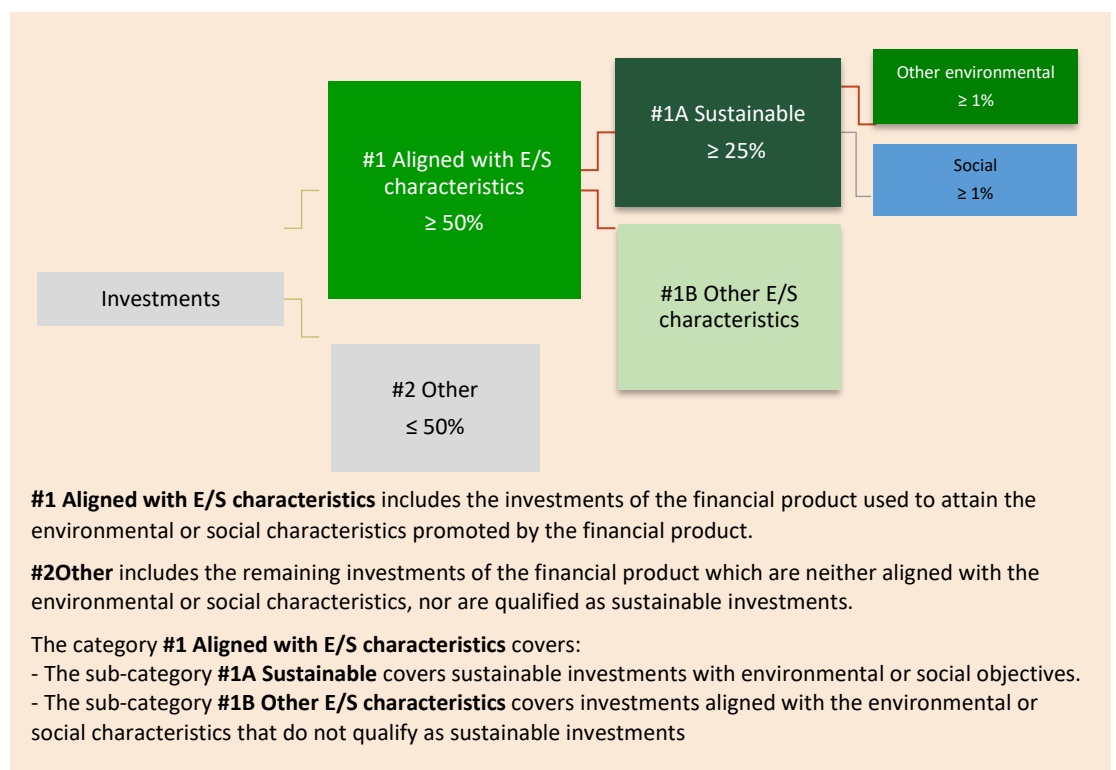 Other environmental
≥ 1%
#1A Sustainable
≥ 25%
#1 Aligned with E/S
characteristics
≥ 50%
Social
≥ 1%
Investments
#1B Other E/S
characteristics
#2 Other
≤ 50%
#1 Aligned with E/S characteristics includes the investments of the financial product used to attain the
environmental or social characteristics promoted by the financial product.
#2Other includes the remaining investments of the financial product which are neither aligned with the
environmental or social characteristics, nor are qualified as sustainable investments.
The category #1 Aligned with E/S characteristics covers:
- The sub-category #1A Sustainable covers sustainable investments with environmental or social objectives.
- The sub-category #1B Other E/S characteristics covers investments aligned with the environmental or
social characteristics that do not qualify as sustainable investments